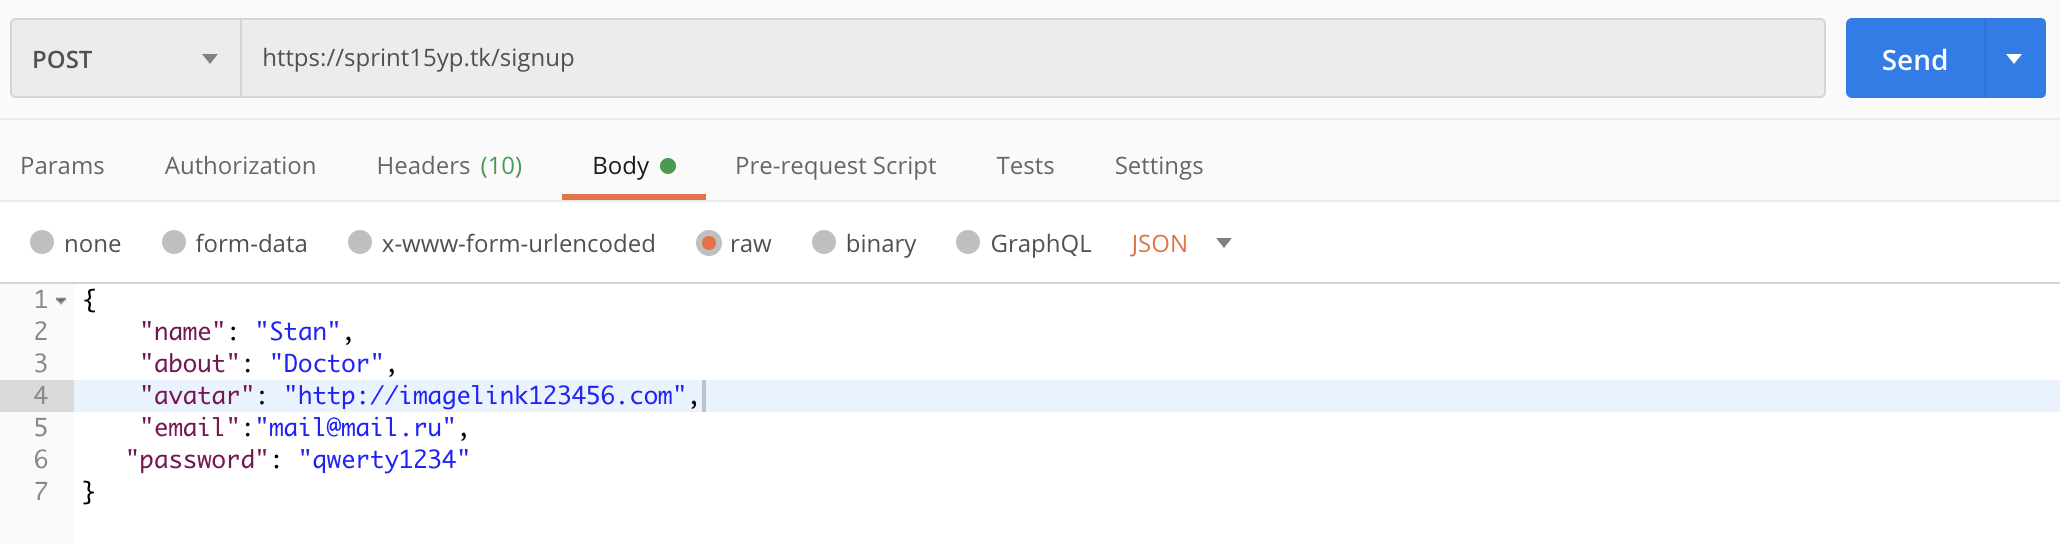 POST https://sprint15yp.tk/signup Send
Params Authorization Headers (10) Body Pre-request Script Tests Settings
none form-data x-www-form-urlencoded raw binary GraphQL JSON
1 {
2 "name": "Stan",
3 "about": "Doctor",
4 "avatar": "http://imagelink123456.com",
5 "email":"mail@mail.ru",
6 "password": "qwerty1234"
7 }